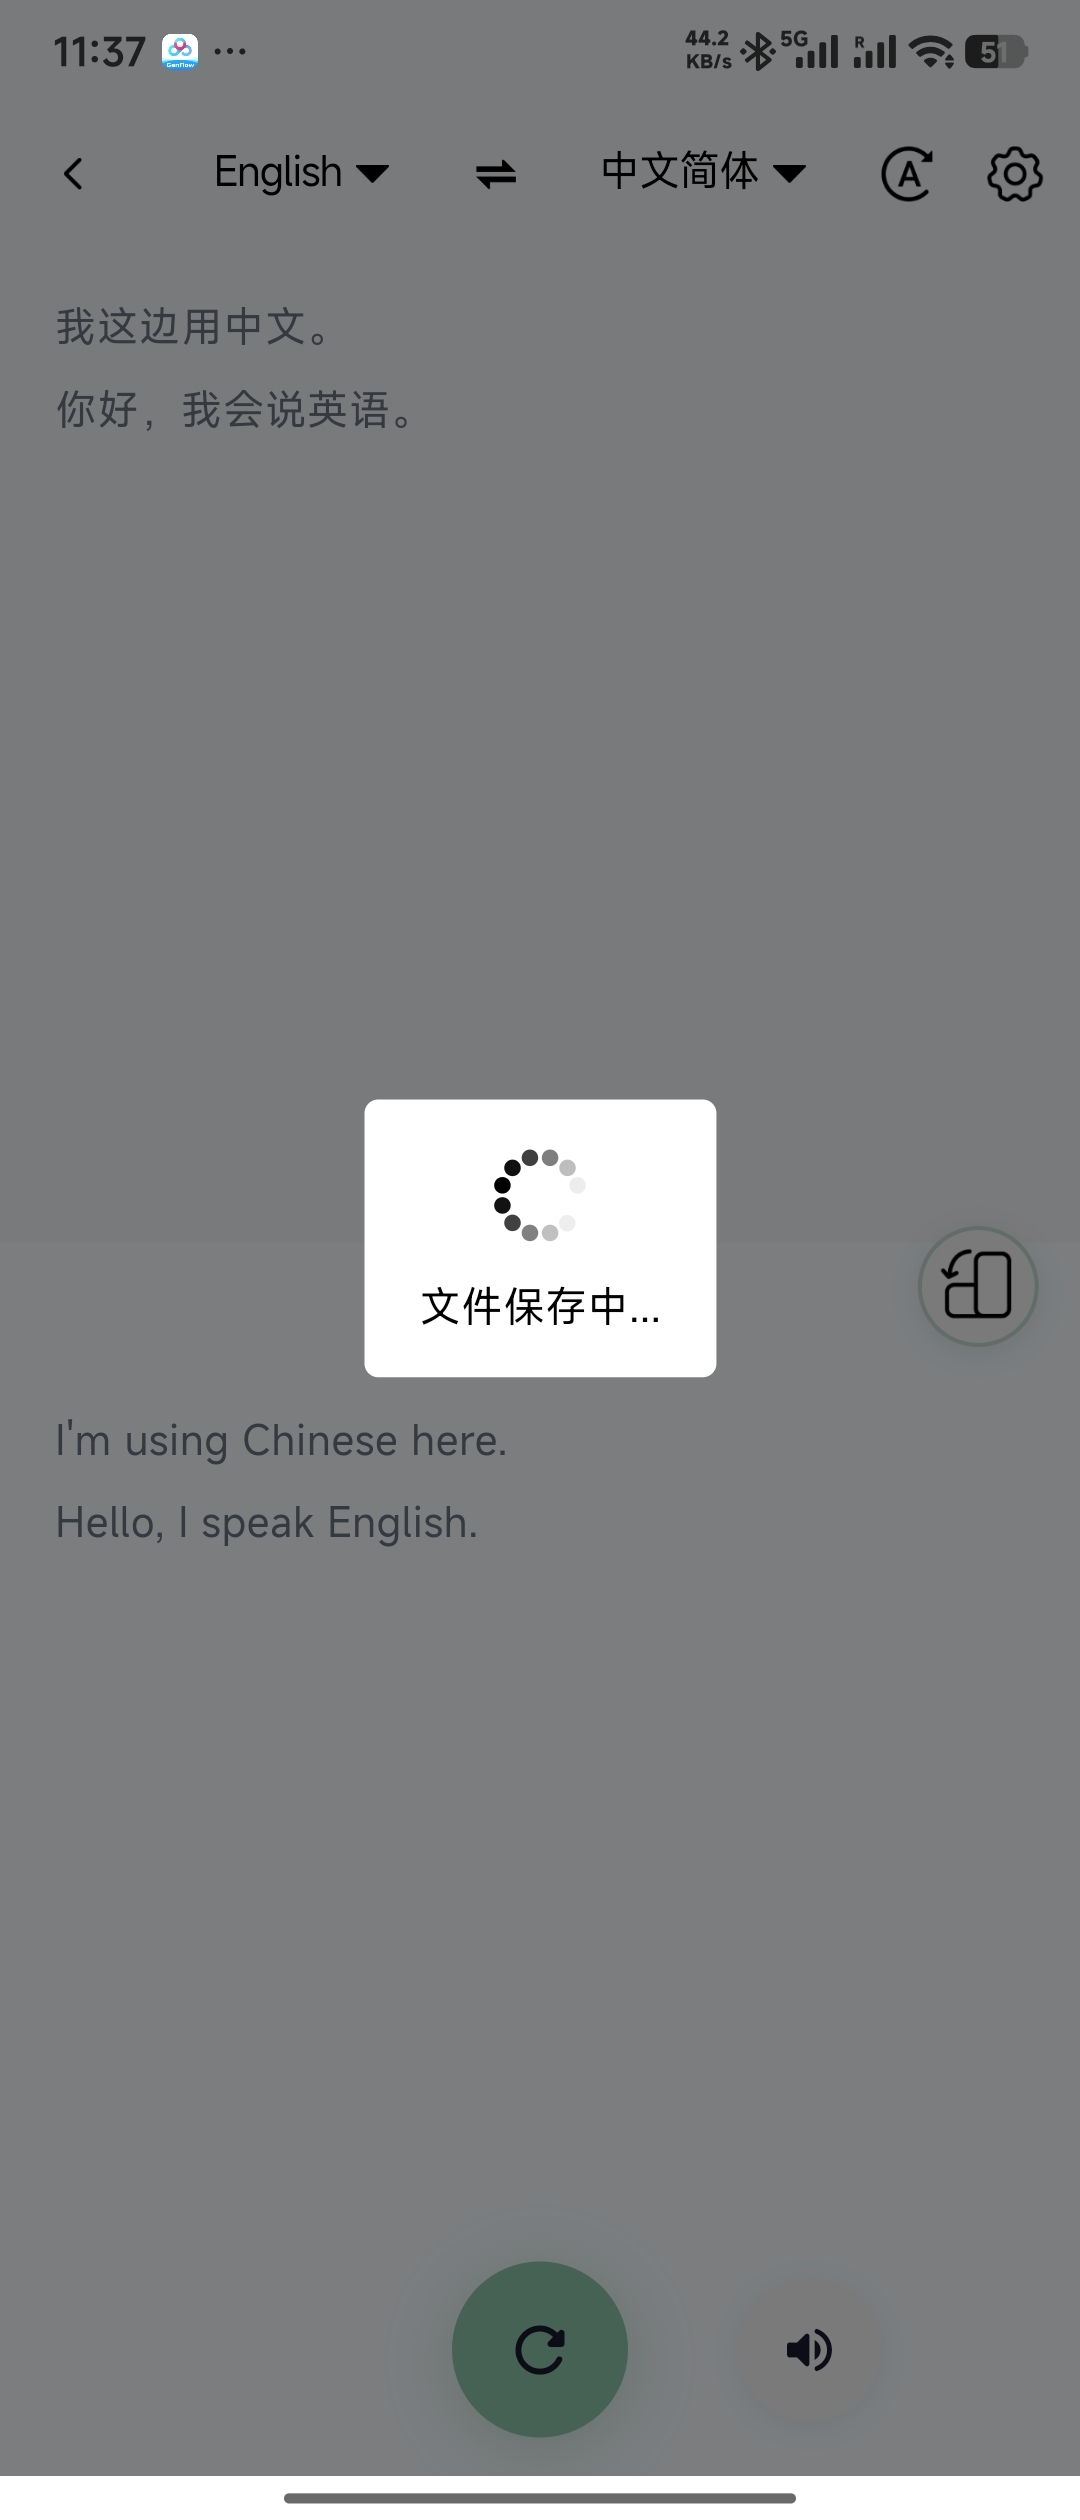 11:37
GenFlow
...
44.2
KB/s
5G
R
51
English
中文简体
A
我这边用中文。
你好，我会说英语。
文件保存中...
I'm using Chinese here.
Hello, I speak English.